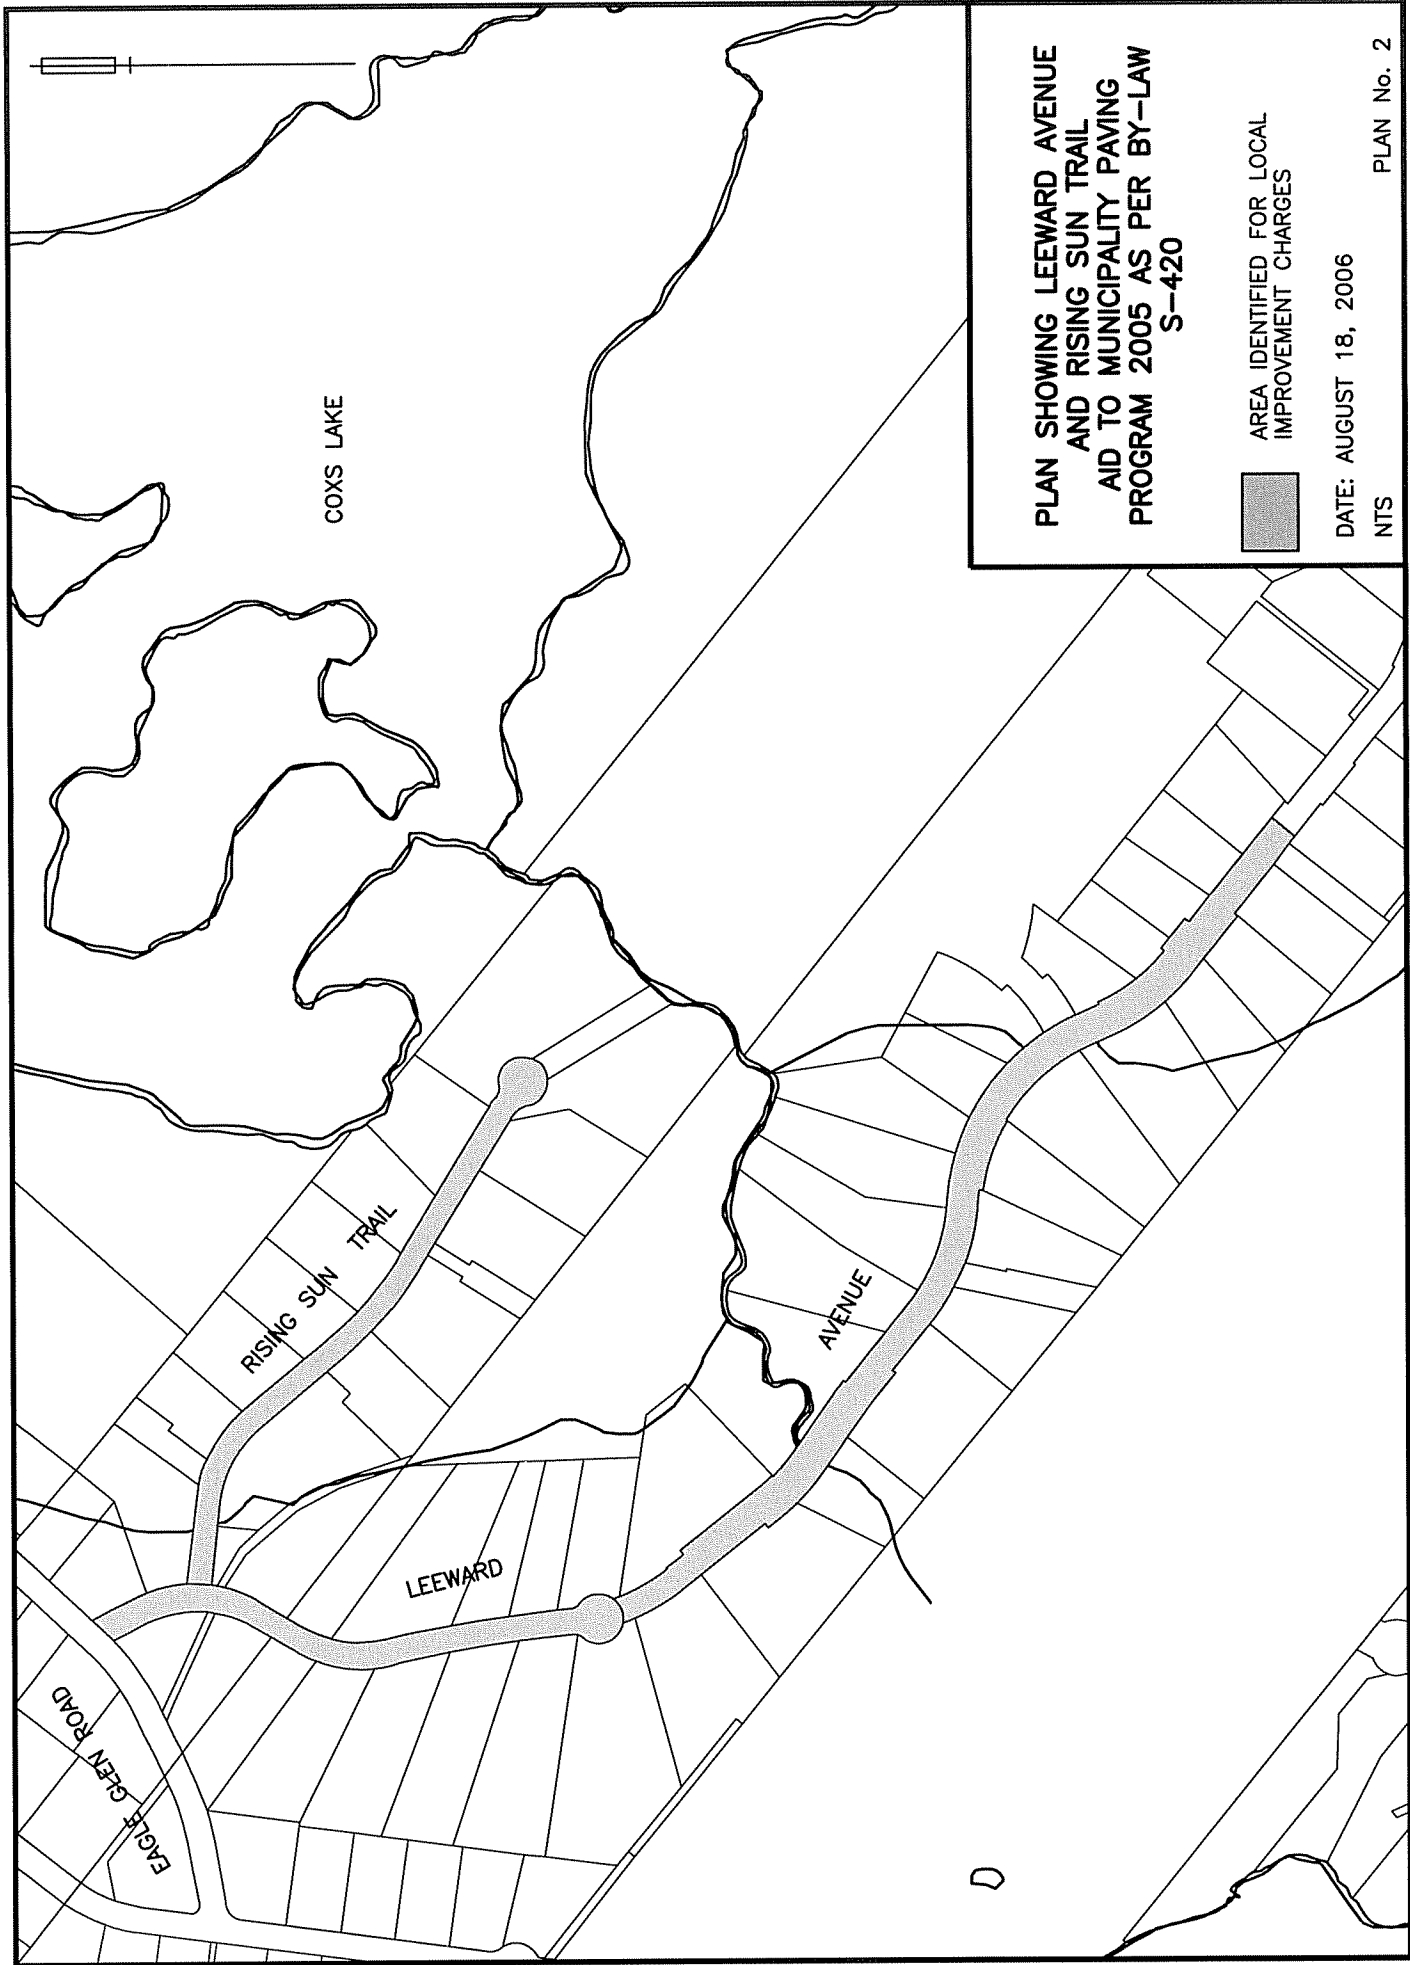 COXS LAKE
RISING SUN TRAIL
EAGLE GLEN ROAD
LEEWARD
AVENUE
PLAN SHOWING LEEWARD AVENUE
AND RISING SUN TRAIL
AID TO MUNICIPALITY PAVING
PROGRAM 2005 AS PER BY-LAW
S-420
AREA IDENTIFIED FOR LOCAL
IMPROVEMENT CHARGES
DATE: AUGUST 18, 2006
NTS
PLAN No. 2